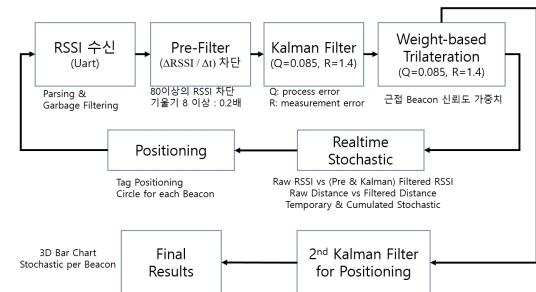 RSSI 수신
(Uart)
Parsing &
Garbage Filtering
Pre-Filter
(ΔRSSI / Δt) 차단
80이상의 RSSI 차단
기울기 8 이상 : 0.2배
Kalman Filter
(Q=0.085, R=1.4)
Q: process error
R: measurement error
Weight-based
Trilateration
(Q=0.085, R=1.4)
근접 Beacon 신뢰도 가중치
Positioning
Tag Positioning
Circle for each Beacon
Realtime
Stochastic
Raw RSSI vs (Pre & Kalman) Filtered RSSI
Raw Distance vs Filtered Distance
Temporary & Cumulated Stochastic
3D Bar Chart
Stochastic per Beacon
Final
Results
2nd Kalman Filter
for Positioning